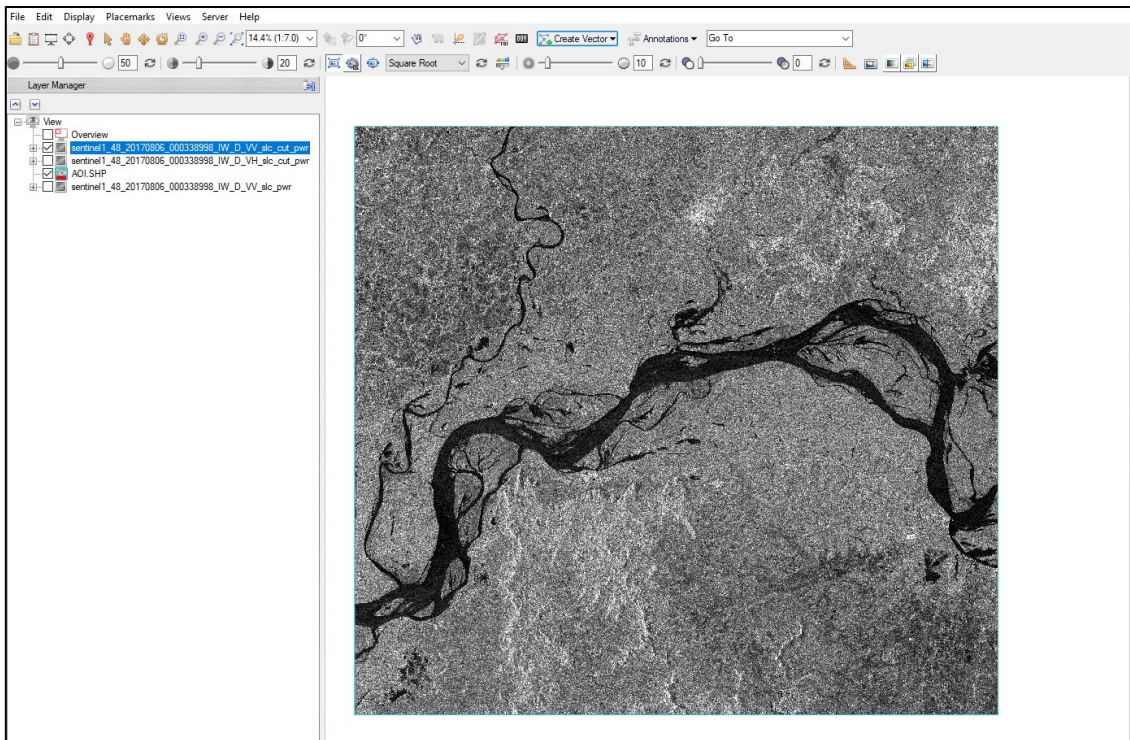 File Edit Display Placemarks Views Server Help
14.4% (1:7.0) 0° Create Vector Annotations Go To
50 20 Square Root 10 0
Layer Manager
View
Overview
sentinel1_48_20170806_000338998_IW_D_VV_slc_cut_pwr
sentinel1_48_20170806_000338998_IW_D_VH_slc_cut_pwr
AOI.SHP
sentinel1_48_20170806_000338998_IW_D_VV_slc_pwr